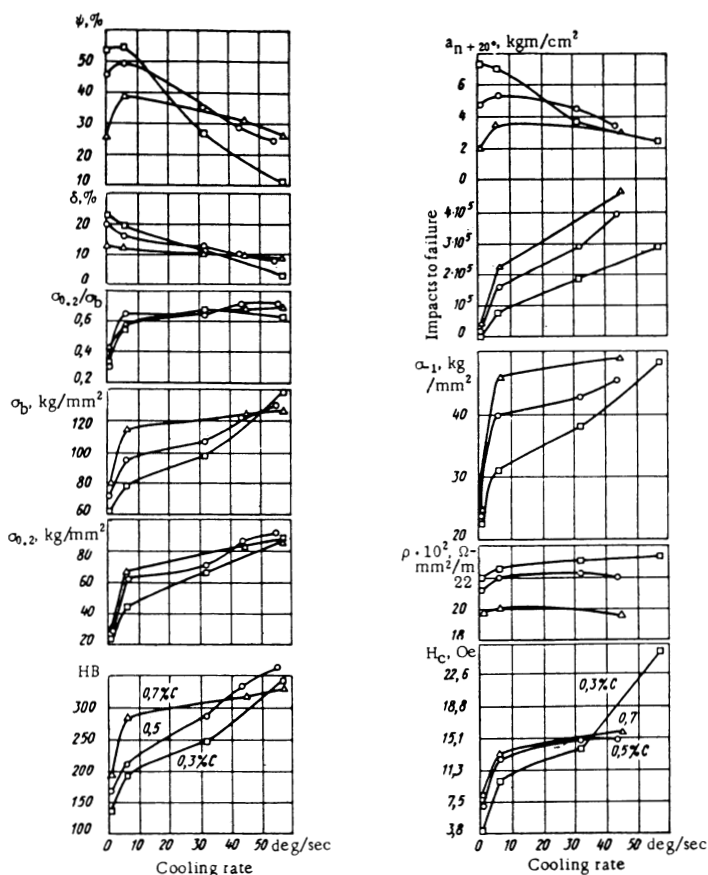 ψ,%
50
40
30
20
10
δ,%
20
10
0
σ0.2/σb
0,6
0,4
0,2
σb, kg/mm²
120
100
80
60
σ0.2, kg/mm²
80
60
40
20
HB
300
250
200
150
100
0,7%C
0,5
0,3%C
0 10 20 30 40 50 deg/sec
Cooling rate
an+20°, kgm/cm²
6
4
2
0
Impacts to failure
4·10⁵
3·10⁵
2·10⁵
10⁵
0
σ-1, kg
/mm²
40
30
20
ρ·10², Ω-
mm²/m
22
20
18
Hc, Oe
22,6
18,8
15,1
11,3
7,5
3,8
0,3%C
0,7
0,5%C
0 10 20 30 40 50 deg/sec
Cooling rate